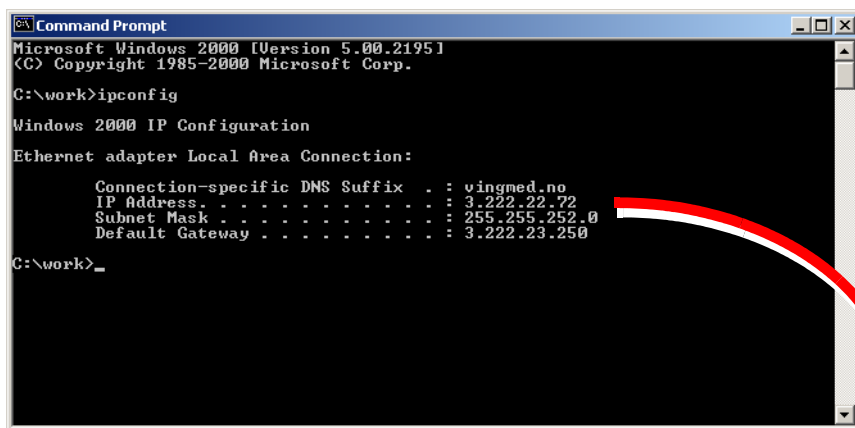 Command Prompt
Microsoft Windows 2000 [Version 5.00.2195]
(C) Copyright 1985-2000 Microsoft Corp.
C:\work>ipconfig
Windows 2000 IP Configuration
Ethernet adapter Local Area Connection:
Connection-specific DNS Suffix . : vingmed.no
IP Address. . . . . . . . . . . . : 3.222.22.72
Subnet Mask . . . . . . . . . . . : 255.255.252.0
Default Gateway . . . . . . . . . : 3.222.23.250
C:\work>_